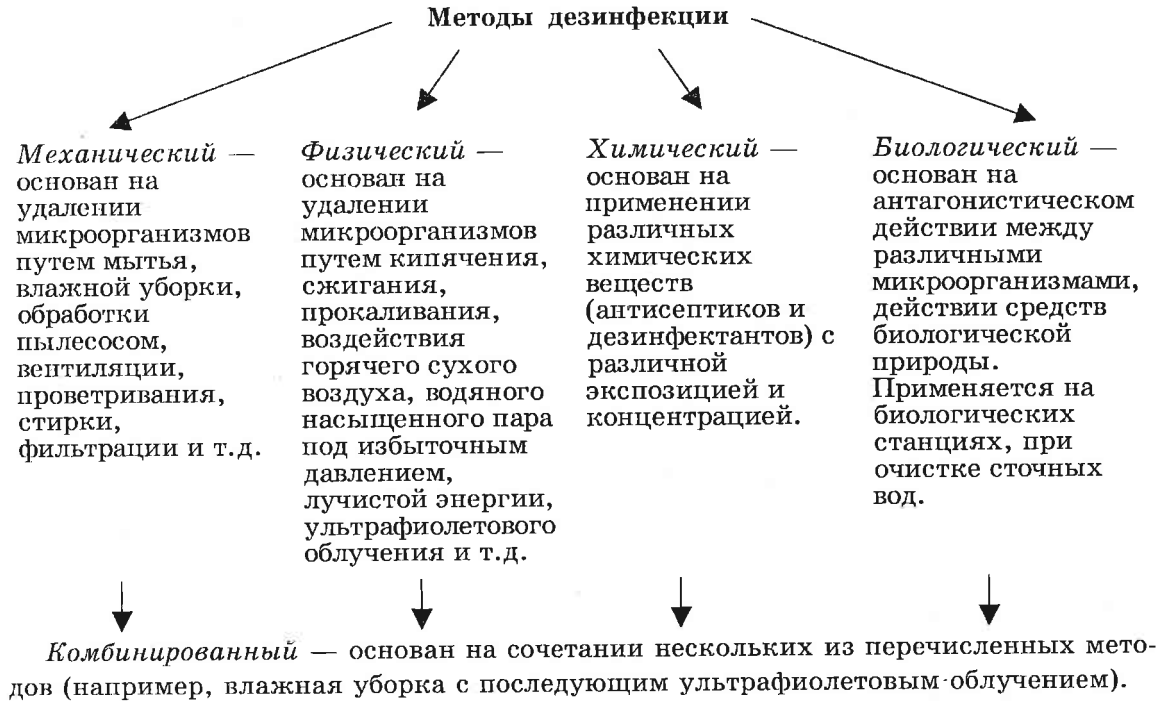 Методы дезинфекции
Механический —
основан на
удалении
микроорганизмов
путем мытья,
влажной уборки,
обработки
пылесосом,
вентиляции,
проветривания,
стирки,
фильтрации и т.д.
Физический —
основан на
удалении
микроорганизмов
путем кипячения,
сжигания,
прокаливания,
воздействия
горячего сухого
воздуха, водяного
насыщенного пара
под избыточным
давлением,
лучистой энергии,
ультрафиолетового
облучения и т.д.
Химический —
основан на
применении
различных
химических
веществ
(антисептиков и
дезинфектантов) с
различной
экспозицией и
концентрацией.
Биологический —
основан на
антагонистическом
действии между
различными
микроорганизмами,
действии средств
биологической
природы.
Применяется на
биологических
станциях, при
очистке сточных
вод.
Комбинированный — основан на сочетании нескольких из перечисленных мето-
дов (например, влажная уборка с последующим ультрафиолетовым облучением).